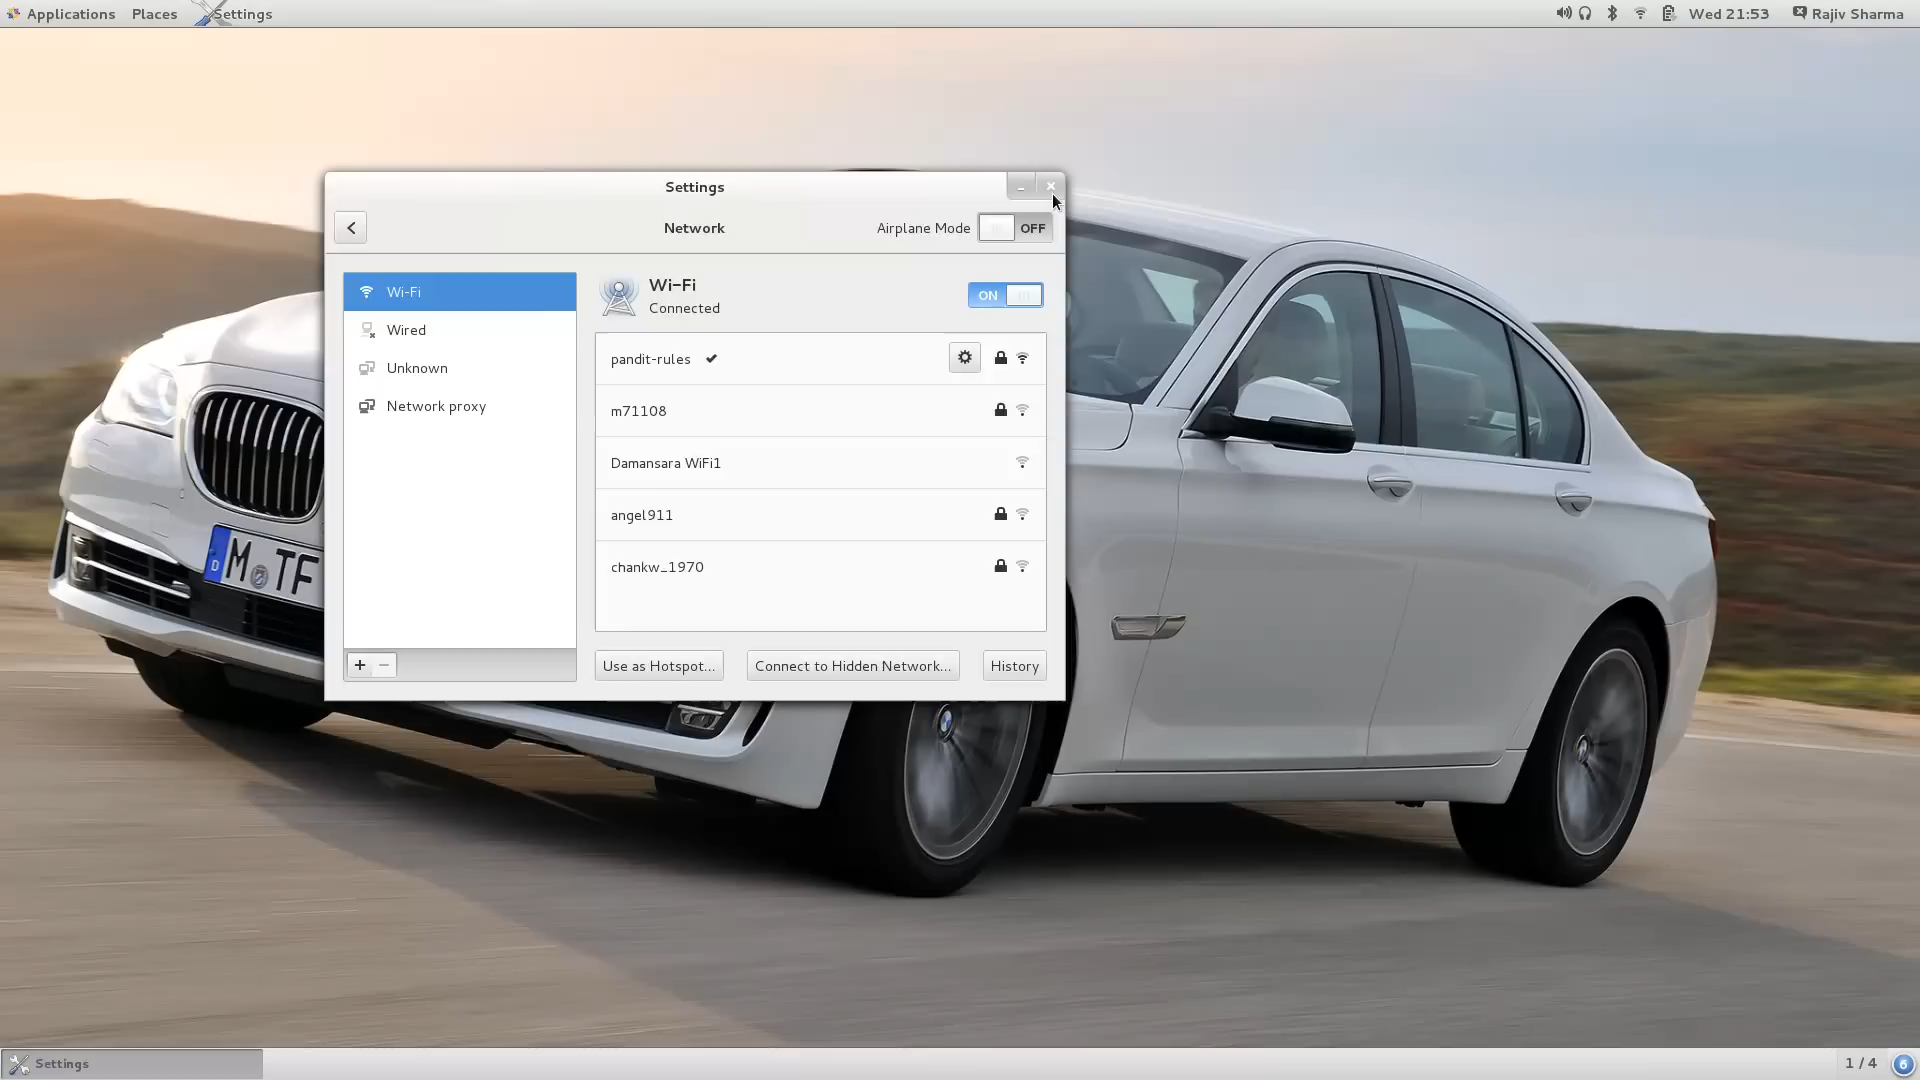 Applications Places Settings Wed 21:53 Rajiv Sharma
Settings
Network Airplane Mode OFF
Wi-Fi
Wired
Unknown
Network proxy
Wi-Fi
Connected
ON
pandit-rules
m71108
Damansara WiFi1
angel911
chankw_1970
Use as Hotspot... Connect to Hidden Network... History
D M TF
Settings 1 / 4 6